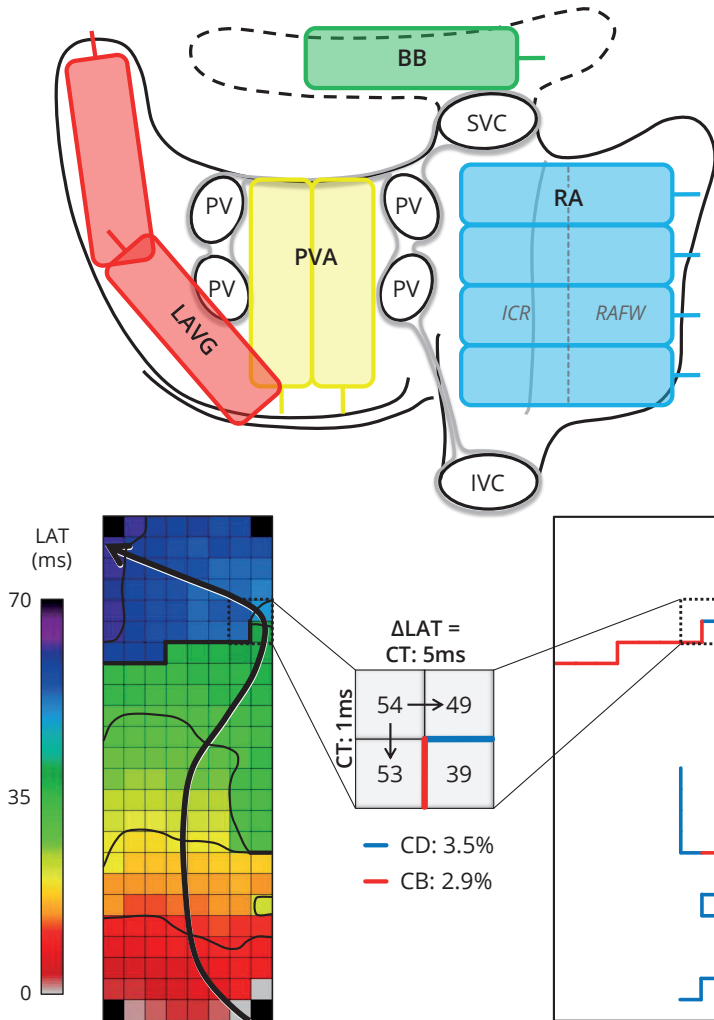 BB
SVC
PV
PV
RA
PVA
PV
PV
ICR
RAFW
LAVG
IVC
LAT
(ms)
70
35
0
ΔLAT =
CT: 5ms
CT: 1ms
54
49
53
39
CD: 3.5%
CB: 2.9%